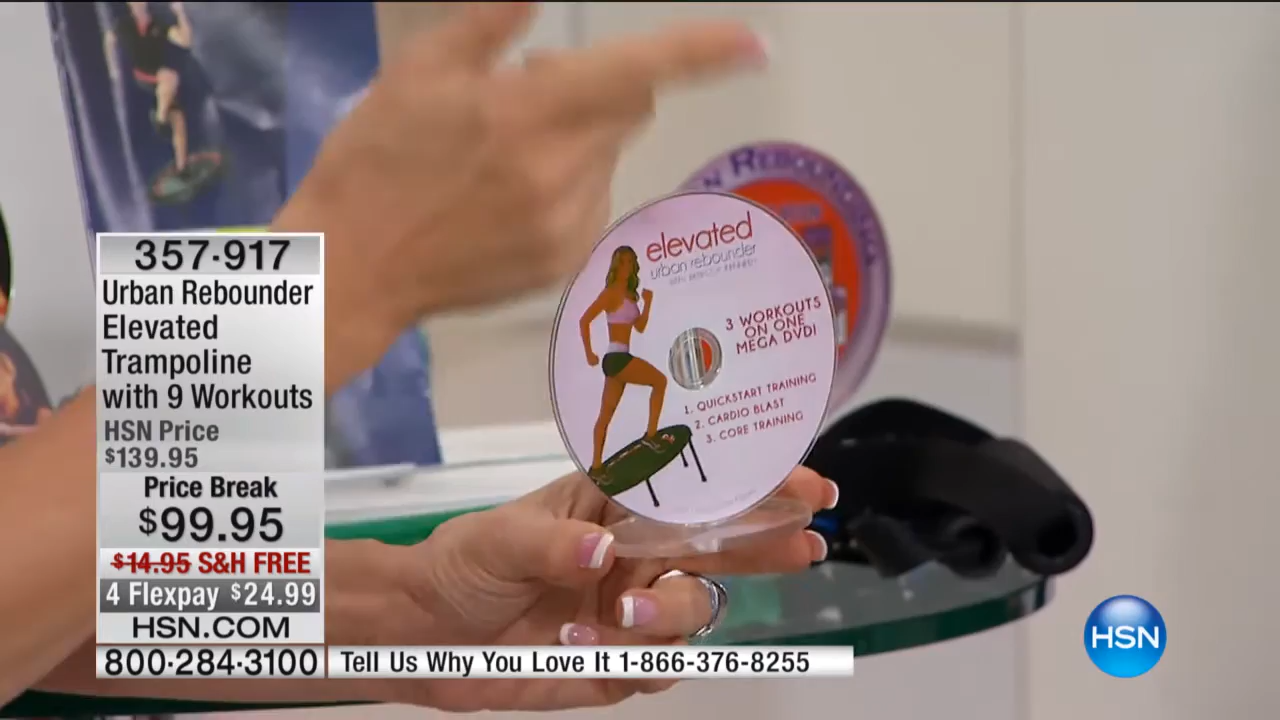 357·917
Urban Rebounder
Elevated
Trampoline
with 9 Workouts
HSN Price
$139.95
Price Break
$99.95
$14.95 S&H FREE
4 Flexpay $24.99
HSN.COM
800·284·3100
Tell Us Why You Love It 1-866-376-8255
elevated
urban rebounder
3 WORKOUTS
ON ONE
MEGA DVD!
1. QUICKSTART TRAINING
2. CARDIO BLAST
3. CORE TRAINING
HSN